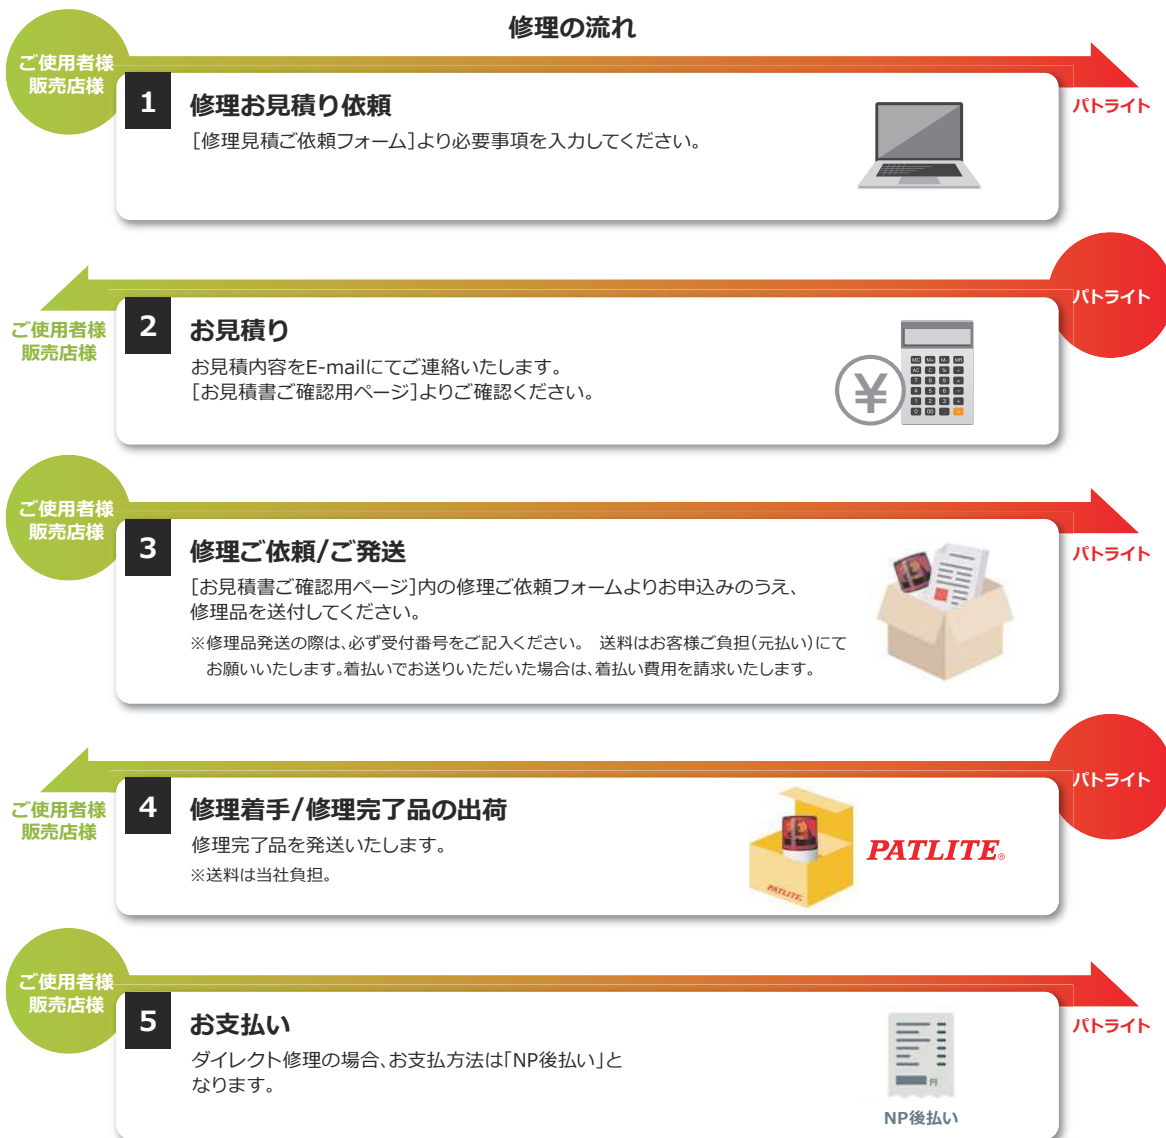 修理の流れ
ご使用者様
販売店様
パトライト
1
修理お見積り依頼
[修理見積ご依頼フォーム]より必要事項を入力してください。
パトライト
ご使用者様
販売店様
2
お見積り
お見積内容をE-mailにてご連絡いたします。
[お見積書ご確認用ページ]よりご確認ください。
¥
MC M+ M- MR
AC C % ÷
7 8 9 ×
4 5 6 −
1 2 3 +
0 00 . =
ご使用者様
販売店様
パトライト
3
修理ご依頼/ご発送
[お見積書ご確認用ページ]内の修理ご依頼フォームよりお申込みのうえ、
修理品を送付してください。
※修理品発送の際は、必ず受付番号をご記入ください。 送料はお客様ご負担(元払い)にて
お願いいたします。着払いでお送りいただいた場合は、着払い費用を請求いたします。
パトライト
ご使用者様
販売店様
4
修理着手/修理完了品の出荷
修理完了品を発送いたします。
※送料は当社負担。
PATLITE
PATLITE®
ご使用者様
販売店様
パトライト
5
お支払い
ダイレクト修理の場合、お支払方法は「NP後払い」と
なります。
円
NP後払い